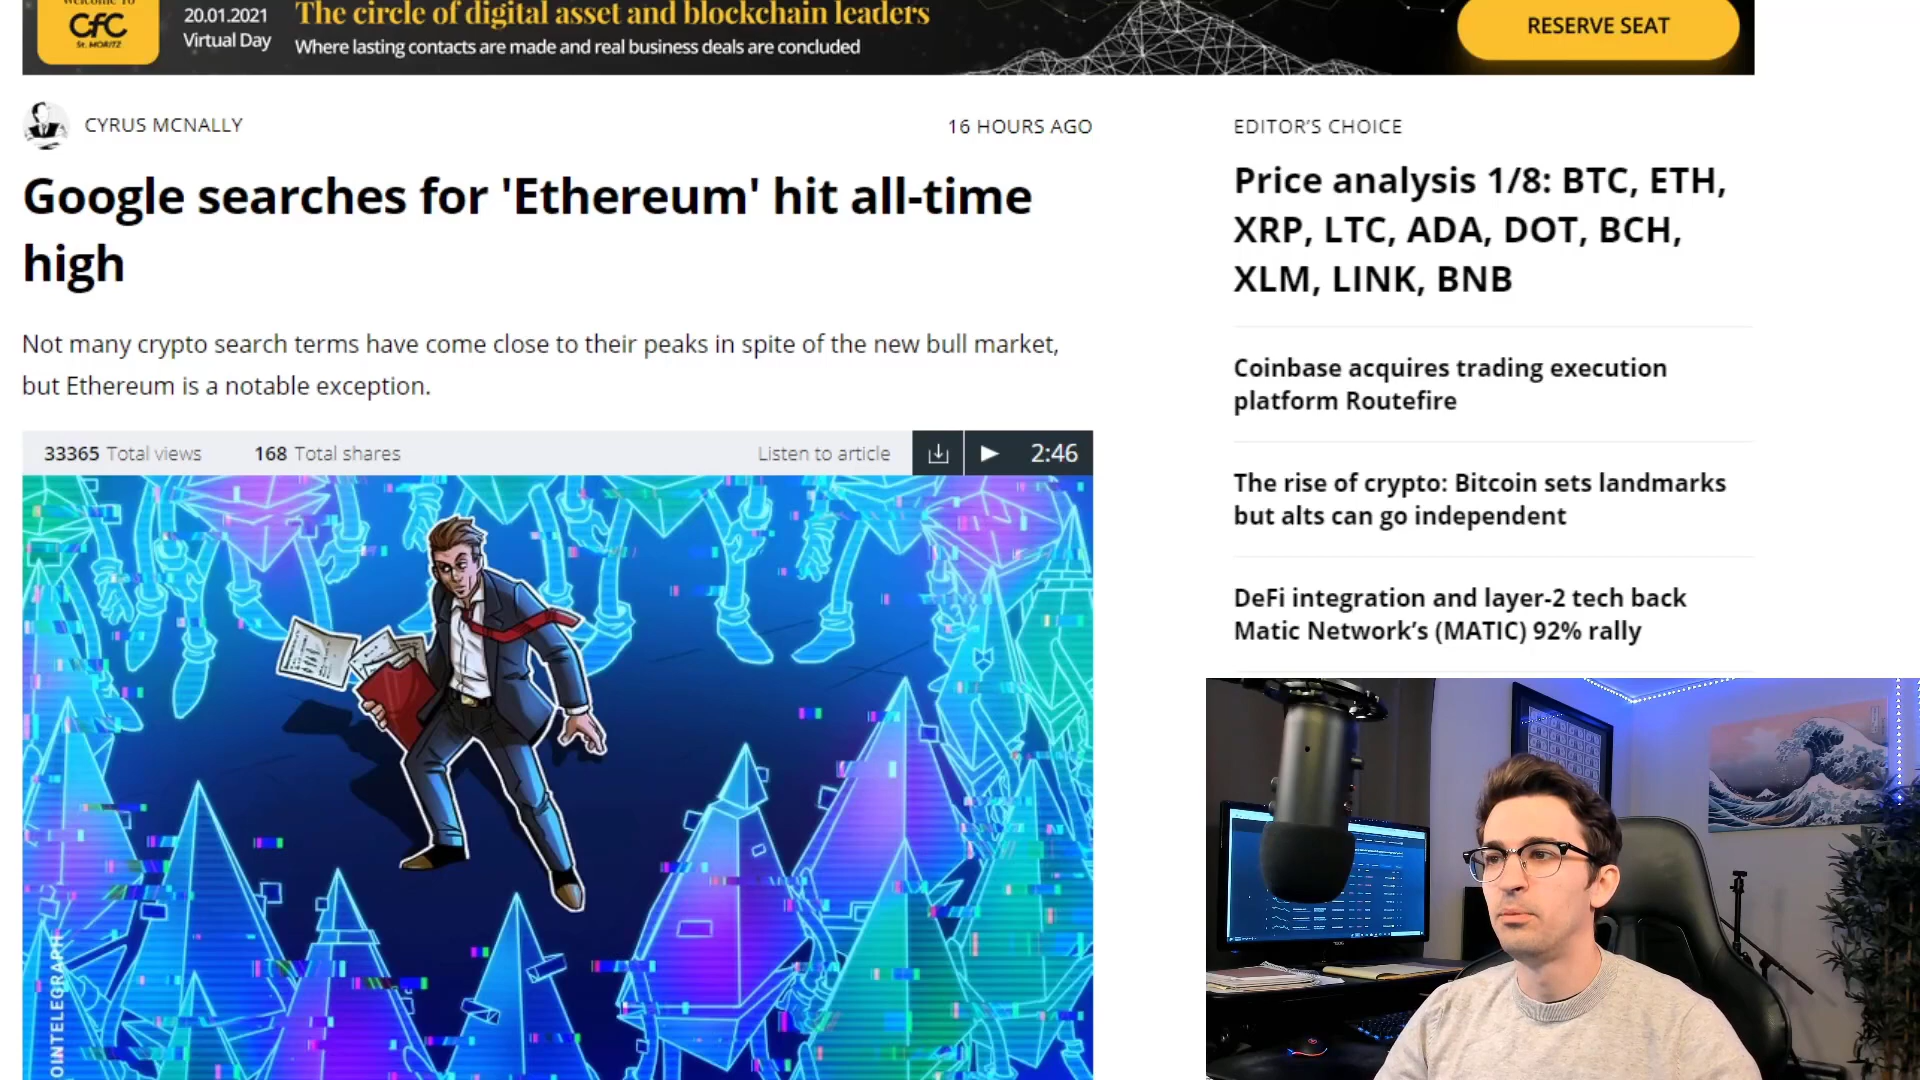 Welcome To
CfC
St. MORITZ
20.01.2021
Virtual Day
The circle of digital asset and blockchain leaders
Where lasting contacts are made and real business deals are concluded
RESERVE SEAT
CYRUS MCNALLY
16 HOURS AGO
Google searches for 'Ethereum' hit all-time
high
Not many crypto search terms have come close to their peaks in spite of the new bull market,
but Ethereum is a notable exception.
33365 Total views
168 Total shares
Listen to article
2:46
EDITOR’S CHOICE
Price analysis 1/8: BTC, ETH,
XRP, LTC, ADA, DOT, BCH,
XLM, LINK, BNB
Coinbase acquires trading execution
platform Routefire
The rise of crypto: Bitcoin sets landmarks
but alts can go independent
DeFi integration and layer-2 tech back
Matic Network’s (MATIC) 92% rally
OINTELEGRAPH